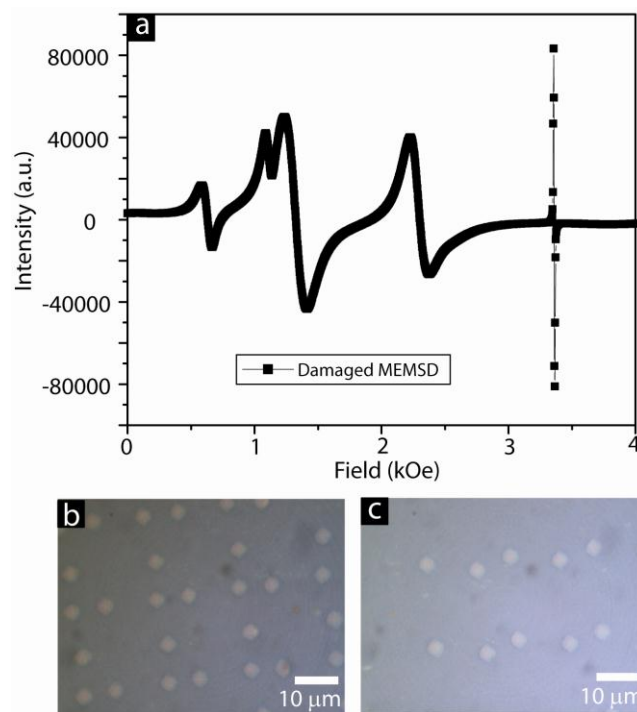 a
80000
40000
0
-40000
-80000
Intensity (a.u.)
Damaged MEMSD
0 1 2 3 4
Field (kOe)
b
10 μm
c
10 μm